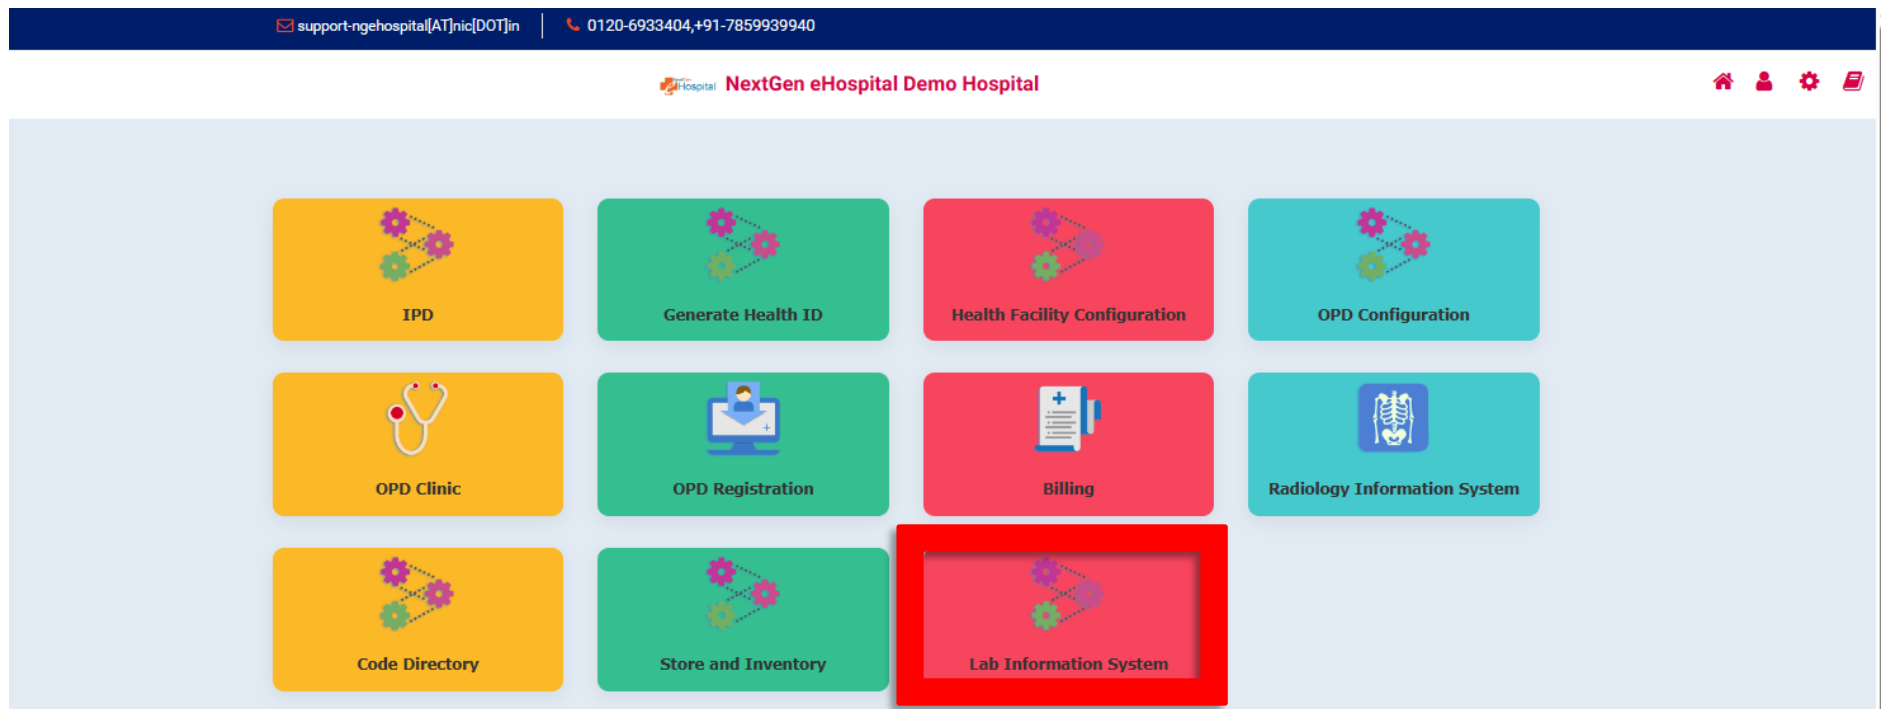 support-ngehospital[AT]nic[DOT]in 0120-6933404,+91-7859939940
Hospital NextGen eHospital Demo Hospital
IPD Generate Health ID Health Facility Configuration OPD Configuration
OPD Clinic OPD Registration Billing Radiology Information System
Code Directory Store and Inventory Lab Information System